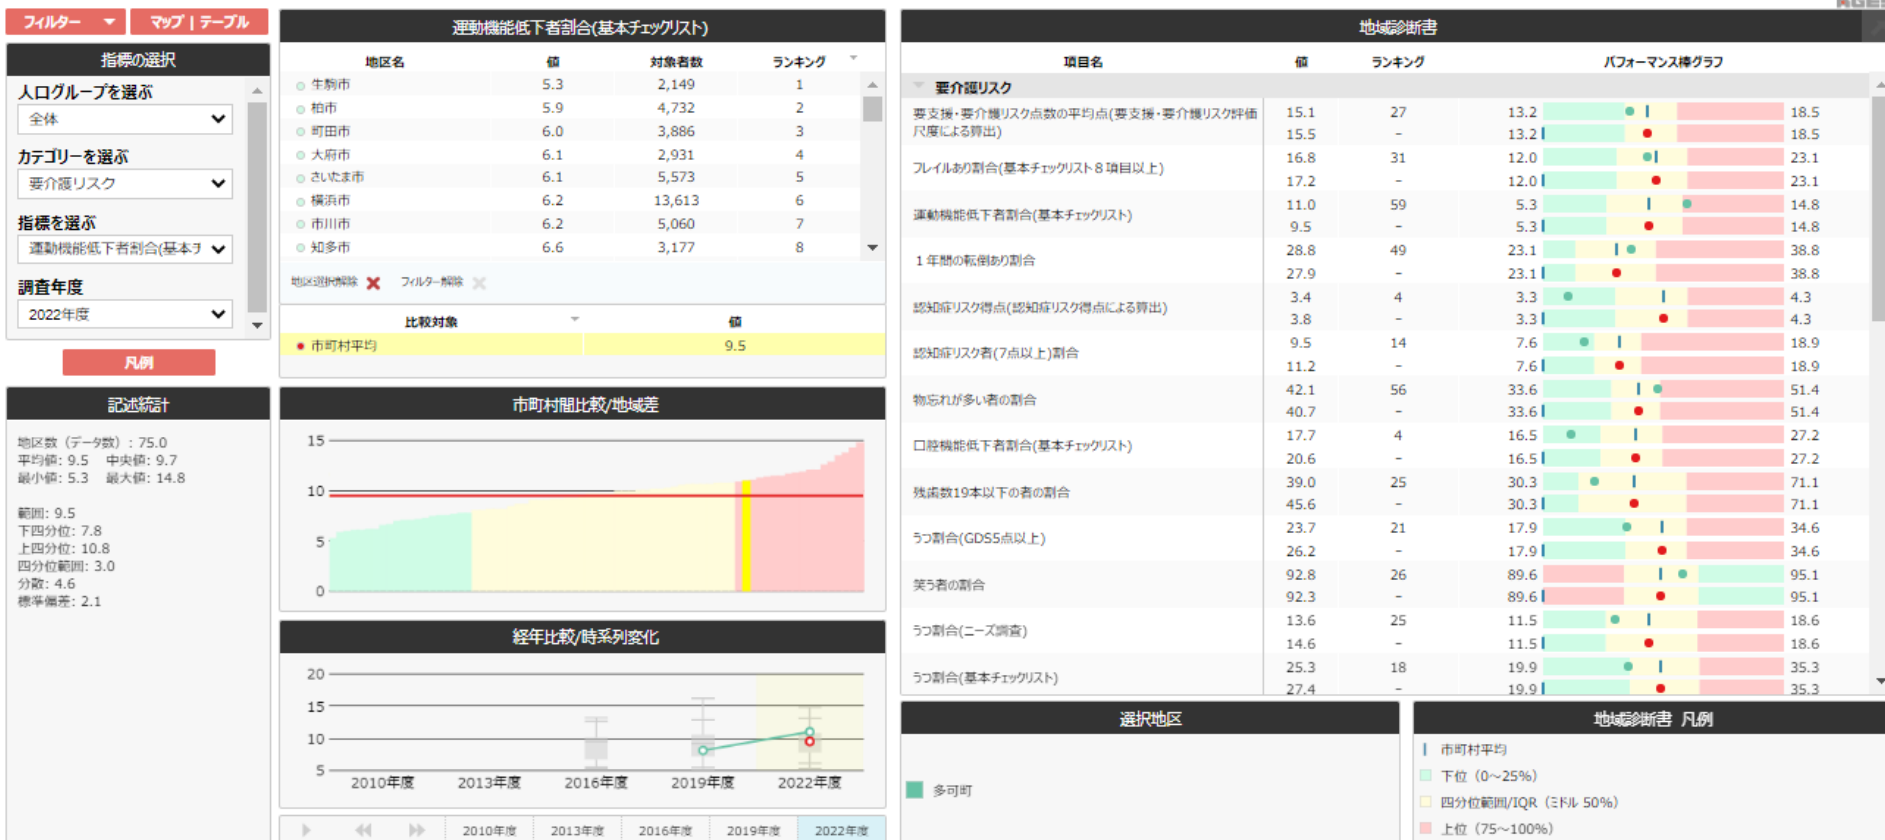 フィルター
マップ | テーブル
指標の選択
人口グループを選ぶ
全体
カテゴリーを選ぶ
要介護リスク
指標を選ぶ
運動機能低下者割合(基本チ
調査年度
2022年度
凡例
記述統計
地区数（データ数）: 75.0
平均値: 9.5 中央値: 9.7
最小値: 5.3 最大値: 14.8
範囲: 9.5
下四分位: 7.8
上四分位: 10.8
四分位範囲: 3.0
分散: 4.6
標準偏差: 2.1
運動機能低下者割合(基本チェックリスト)
地区名 値 対象者数 ランキング
生駒市 5.3 2,149 1
柏市 5.9 4,732 2
町田市 6.0 3,886 3
大府市 6.1 2,931 4
さいたま市 6.1 5,573 5
横浜市 6.2 13,613 6
市川市 6.2 5,060 7
知多市 6.6 3,177 8
地区選択解除 フィルター解除
比較対象 値
市町村平均 9.5
市町村間比較/地域差
15
10
5
0
経年比較/時系列変化
20
15
10
5
2010年度 2013年度 2016年度 2019年度 2022年度
2010年度 2013年度 2016年度 2019年度 2022年度
地域診断書
項目名 値 ランキング パフォーマンス棒グラフ
要介護リスク
要支援・要介護リスク点数の平均点(要支援・要介護リスク評価尺度による算出) 15.1 27 13.2 18.5
15.5 - 13.2 18.5
フレイルあり割合(基本チェックリスト８項目以上) 16.8 31 12.0 23.1
17.2 - 12.0 23.1
運動機能低下者割合(基本チェックリスト) 11.0 59 5.3 14.8
9.5 - 5.3 14.8
１年間の転倒あり割合 28.8 49 23.1 38.8
27.9 - 23.1 38.8
認知症リスク得点(認知症リスク得点による算出) 3.4 4 3.3 4.3
3.8 - 3.3 4.3
認知症リスク者(7点以上)割合 9.5 14 7.6 18.9
11.2 - 7.6 18.9
物忘れが多い者の割合 42.1 56 33.6 51.4
40.7 - 33.6 51.4
口腔機能低下者割合(基本チェックリスト) 17.7 4 16.5 27.2
20.6 - 16.5 27.2
残歯数19本以下の者の割合 39.0 25 30.3 71.1
45.6 - 30.3 71.1
うつ割合(GDS5点以上) 23.7 21 17.9 34.6
26.2 - 17.9 34.6
笑う者の割合 92.8 26 89.6 95.1
92.3 - 89.6 95.1
うつ割合(ニーズ調査) 13.6 25 11.5 18.6
14.6 - 11.5 18.6
うつ割合(基本チェックリスト) 25.3 18 19.9 35.3
27.4 - 19.9 35.3
選択地区
多可町
地域診断書 凡例
市町村平均
下位（0～25%）
四分位範囲/IQR（ミドル 50%）
上位（75～100%）